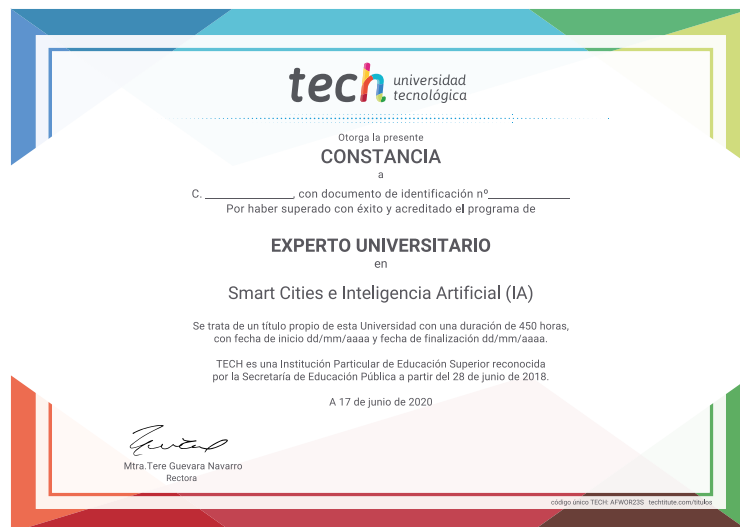 tech universidad
tecnológica
Otorga la presente
CONSTANCIA
a
C. ______________, con documento de identificación nº______________
Por haber superado con éxito y acreditado el programa de
EXPERTO UNIVERSITARIO
en
Smart Cities e Inteligencia Artificial (IA)
Se trata de un título propio de esta Universidad con una duración de 450 horas,
con fecha de inicio dd/mm/aaaa y fecha de finalización dd/mm/aaaa.
TECH es una Institución Particular de Educación Superior reconocida
por la Secretaría de Educación Pública a partir del 28 de junio de 2018.
A 17 de junio de 2020
Mtra.Tere Guevara Navarro
Rectora
código único TECH: AFWOR23S techtitute.com/titulos